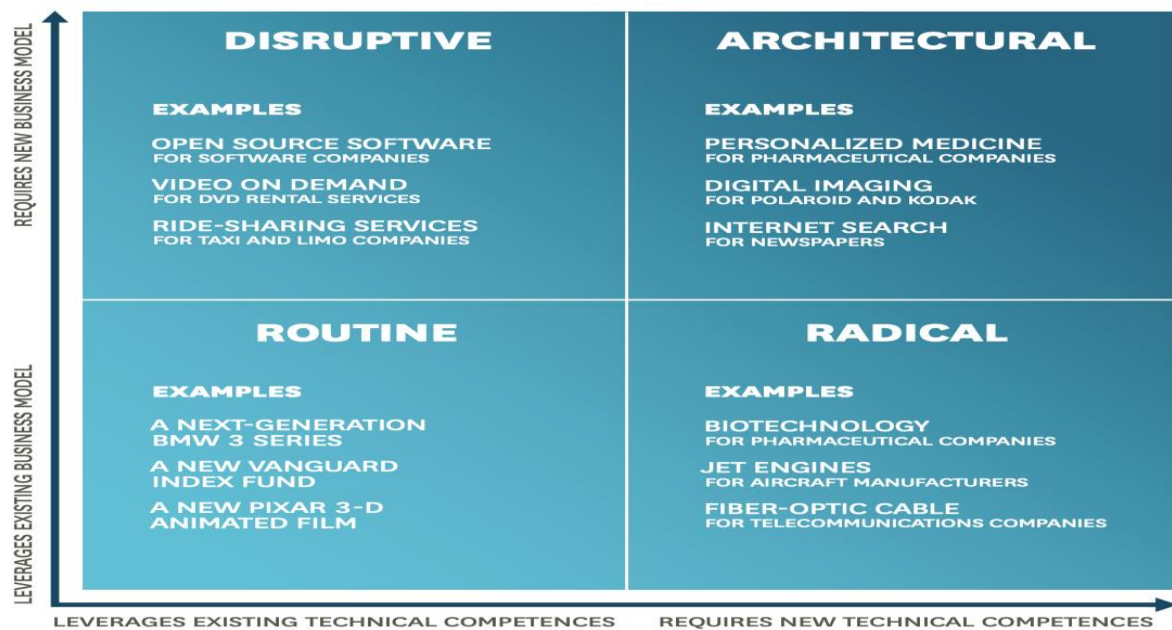 REQUIRES NEW BUSINESS MODEL
DISRUPTIVE
EXAMPLES
OPEN SOURCE SOFTWARE
FOR SOFTWARE COMPANIES
VIDEO ON DEMAND
FOR DVD RENTAL SERVICES
RIDE-SHARING SERVICES
FOR TAXI AND LIMO COMPANIES
ARCHITECTURAL
EXAMPLES
PERSONALIZED MEDICINE
FOR PHARMACEUTICAL COMPANIES
DIGITAL IMAGING
FOR POLAROID AND KODAK
INTERNET SEARCH
FOR NEWSPAPERS
LEVERAGES EXISTING BUSINESS MODEL
ROUTINE
EXAMPLES
A NEXT-GENERATION
BMW 3 SERIES
A NEW VANGUARD
INDEX FUND
A NEW PIXAR 3-D
ANIMATED FILM
RADICAL
EXAMPLES
BIOTECHNOLOGY
FOR PHARMACEUTICAL COMPANIES
JET ENGINES
FOR AIRCRAFT MANUFACTURERS
FIBER-OPTIC CABLE
FOR TELECOMMUNICATIONS COMPANIES
LEVERAGES EXISTING TECHNICAL COMPETENCES
REQUIRES NEW TECHNICAL COMPETENCES